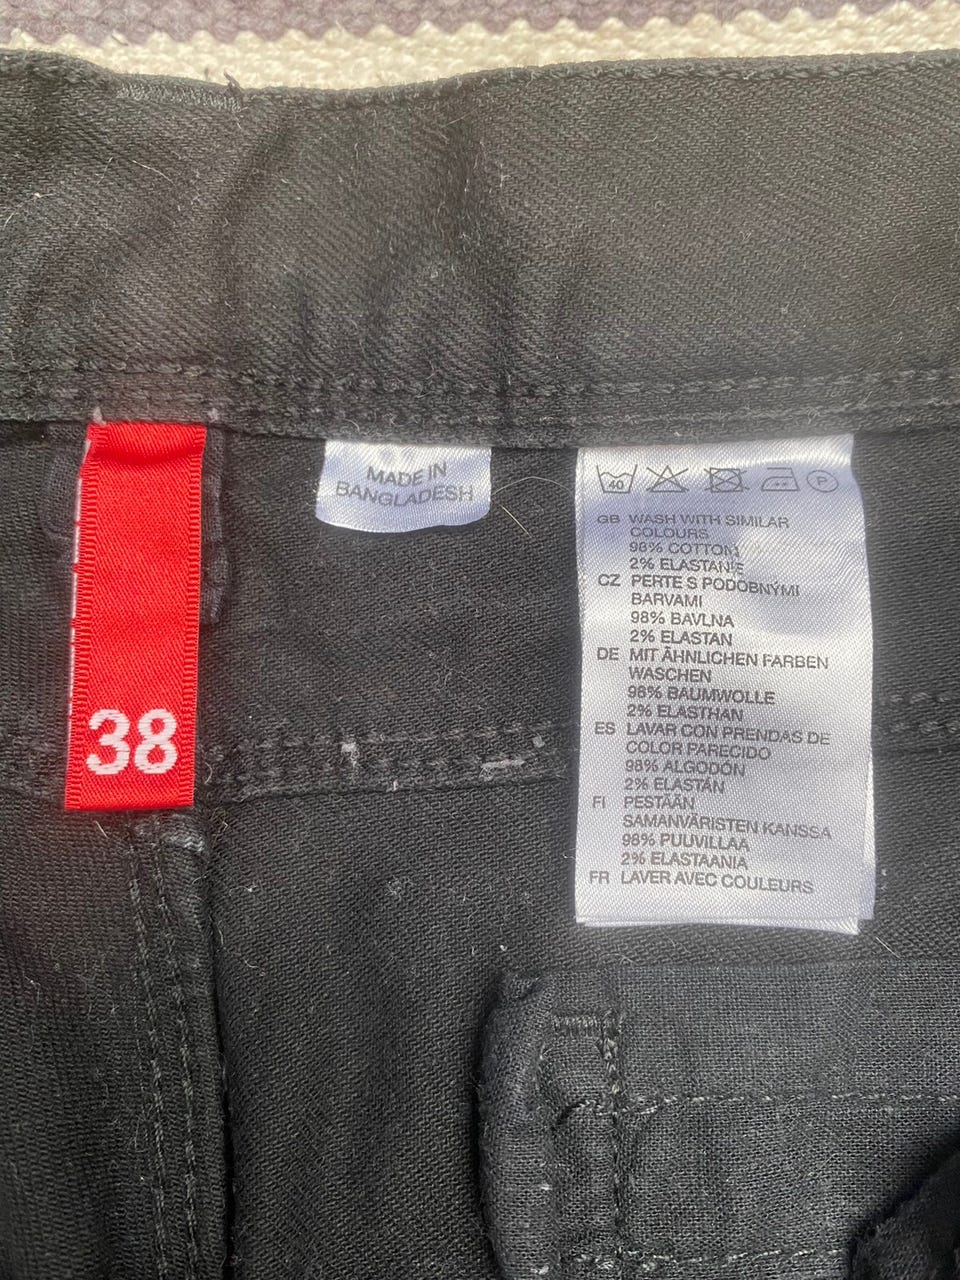 38
MADE IN
BANGLADESH
40
P
GB WASH WITH SIMILAR
COLOURS
98% COTTON
2% ELASTANE
CZ PERTE S PODOBNÝMI
BARVAMI
98% BAVLNA
2% ELASTAN
DE MIT ÄHNLICHEN FARBEN
WASCHEN
98% BAUMWOLLE
2% ELASTHAN
ES LAVAR CON PRENDAS DE
COLOR PARECIDO
98% ALGODÓN
2% ELASTÁN
FI PESTÄÄN
SAMANVÄRISTEN KANSSA
98% PUUVILLAA
2% ELASTAANIA
FR LAVER AVEC COULEURS